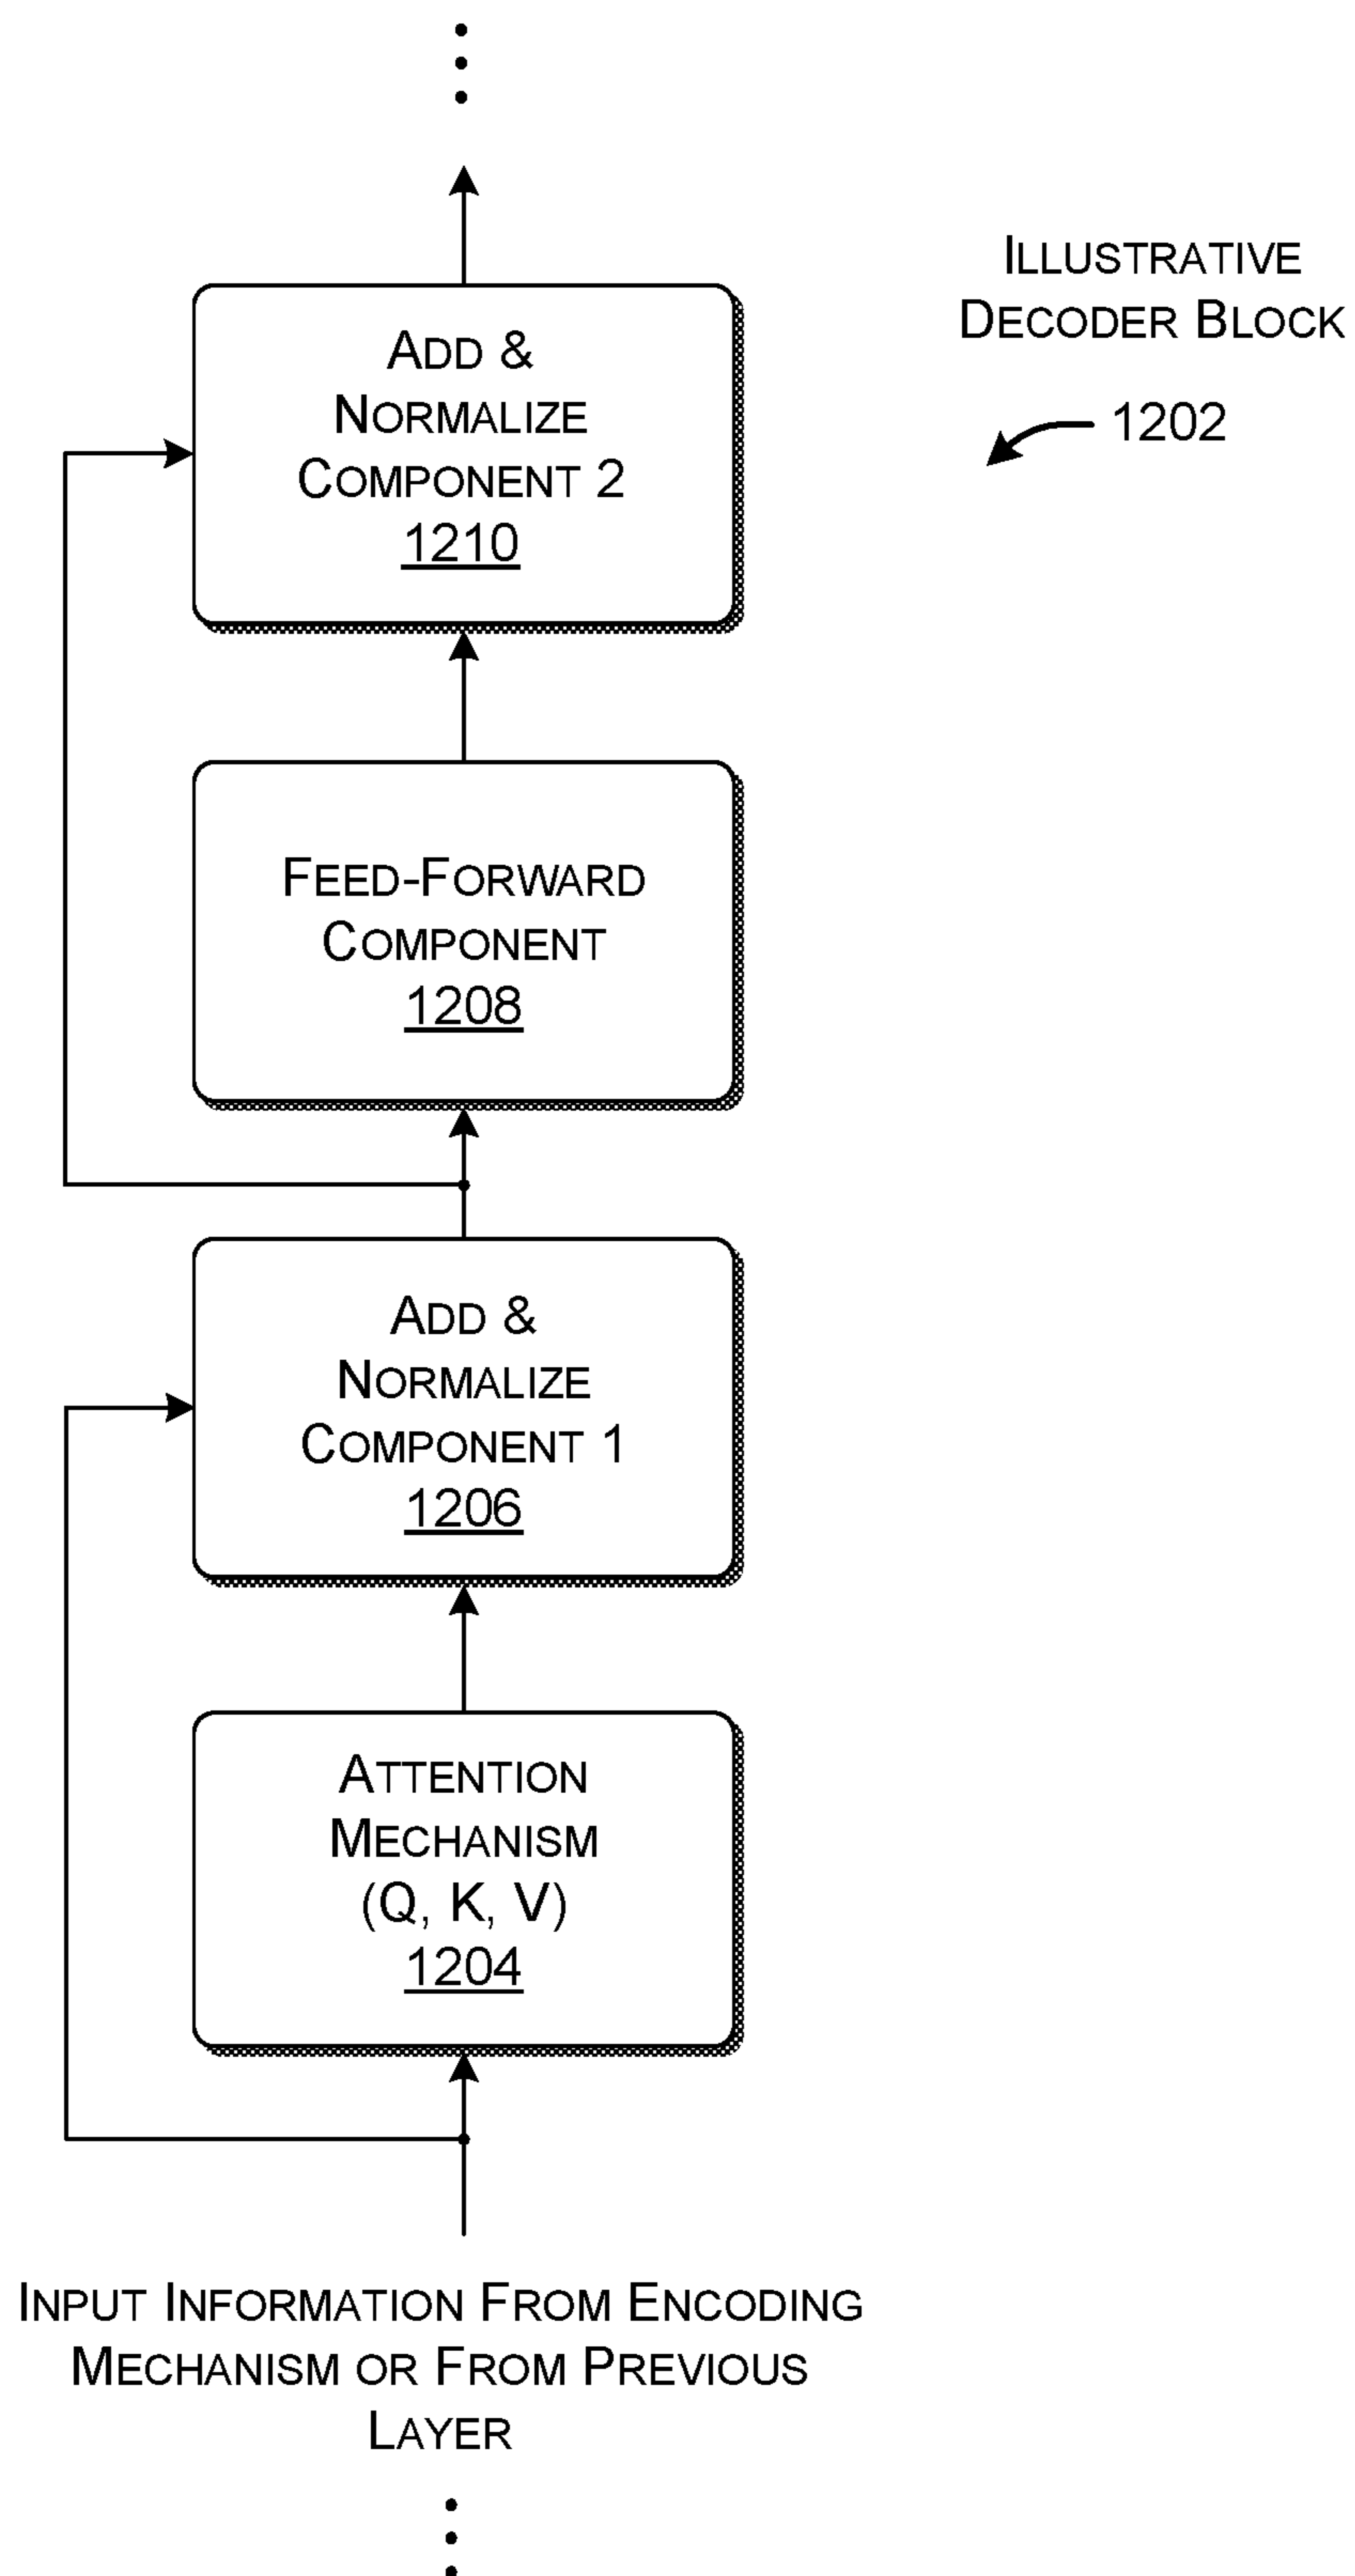 ILLUSTRATIVE
DECODER BLOCK
1202
ADD &
NORMALIZE
COMPONENT 2
1210
FEED-FORWARD
COMPONENT
1208
ADD &
NORMALIZE
COMPONENT 1
1206
ATTENTION
MECHANISM
(Q, K, V)
1204
INPUT INFORMATION FROM ENCODING
MECHANISM OR FROM PREVIOUS
LAYER